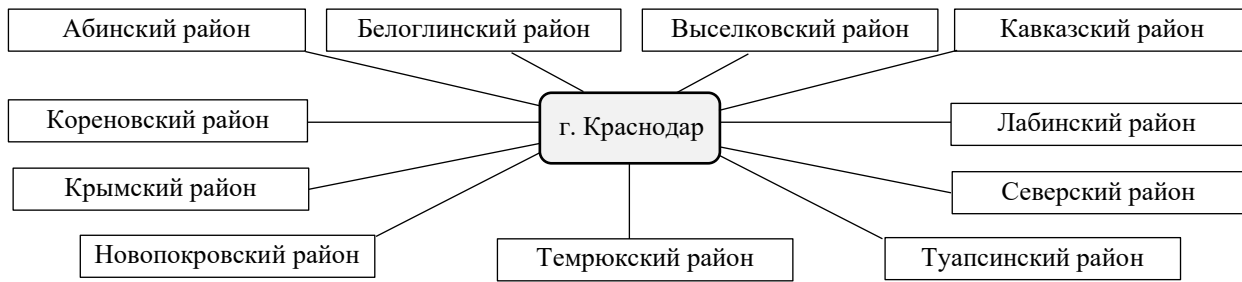 Абинский район
Белоглинский район
Выселковский район
Кавказский район
Кореновский район
г. Краснодар
Лабинский район
Крымский район
Северский район
Новопокровский район
Темрюкский район
Туапсинский район